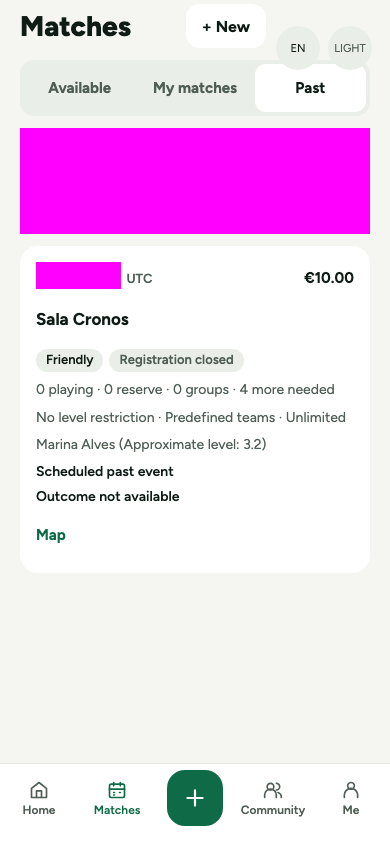 Matches
+ New
EN
LIGHT
Available
My matches
Past
UTC
€10.00
Sala Cronos
Friendly
Registration closed
0 playing · 0 reserve · 0 groups · 4 more needed
No level restriction · Predefined teams · Unlimited
Marina Alves (Approximate level: 3.2)
Scheduled past event
Outcome not available
Map
Home
Matches
Community
Me